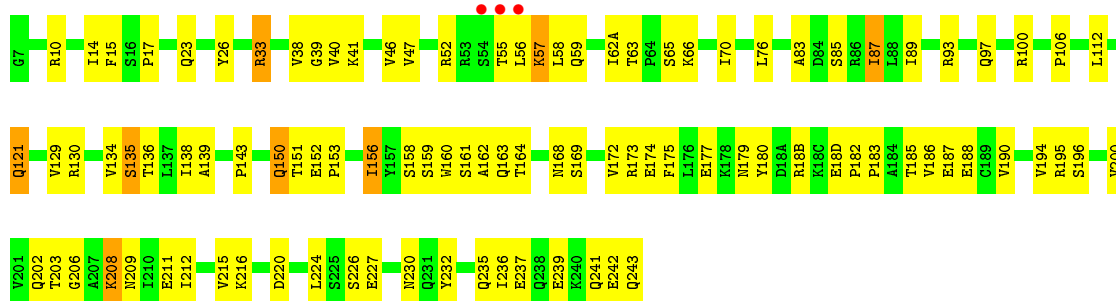 G7 R10 I14 F15 S16 P17 Q23 Y26 R33 V38 G39 V40 K41 V46 V47 R52 R53 S54 T55 L56 K57 L58 Q59 I62A T63 P64 S65 K66 I70 L76 A83 D84 S85 R86 I87 L88 I89 R93 Q97 R100 P106 L112
Q121 V129 R130 V134 S135 T136 L137 I138 A139 P143 Q150 T151 E152 P153 I156 Y157 S158 S159 W160 S161 A162 Q163 T164 N168 S169 V172 R173 E174 F175 L176 E177 K178 N179 Y180 D18A R18B K18C E18D P182 P183 A184 T185 V186 E187 E188 C189 V190 V194 R195 S196
V201 Q202 T203 G206 A207 K208 N209 I210 E211 I212 V215 K216 D220 L224 S225 S226 E227 N230 Q231 Y232 Q235 I236 E237 Q238 E239 K240 Q241 E242 Q243